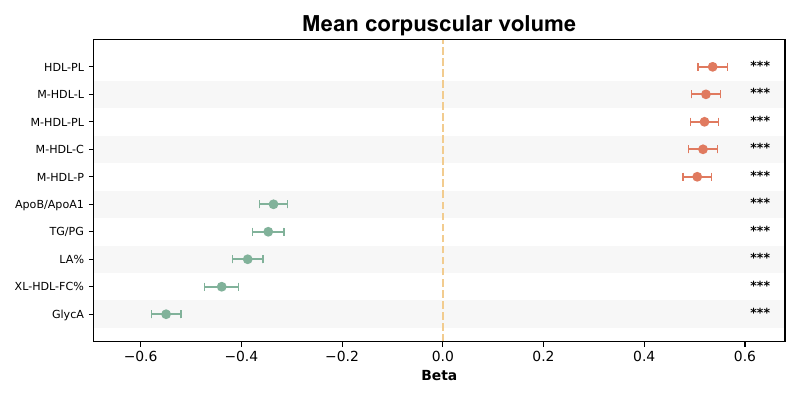 Mean corpuscular volume
HDL-PL ***
M-HDL-L ***
M-HDL-PL ***
M-HDL-C ***
M-HDL-P ***
ApoB/ApoA1 ***
TG/PG ***
LA% ***
XL-HDL-FC% ***
GlycA ***
−0.6 −0.4 −0.2 0.0 0.2 0.4 0.6
Beta